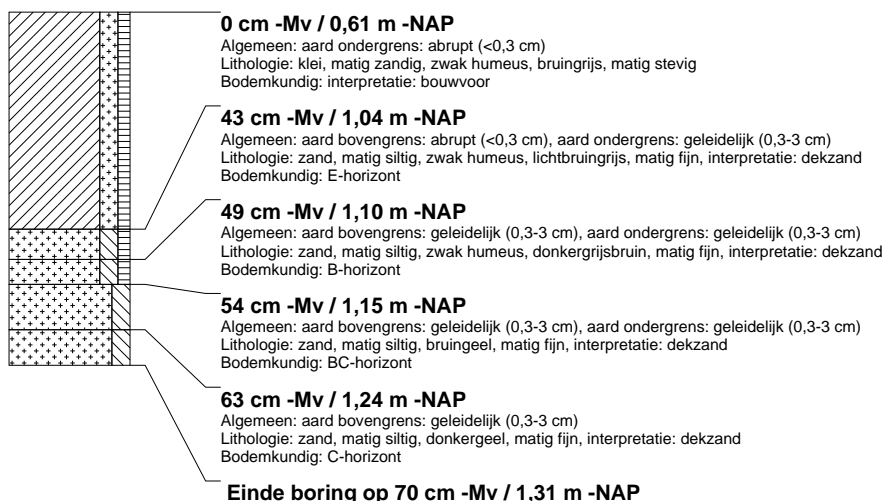 0 cm -Mv / 0,61 m -NAP
Algemeen: aard ondergrens: abrupt (<0,3 cm)
Lithologie: klei, matig zandig, zwak humeus, bruingrijs, matig stevig
Bodemkundig: interpretatie: bouwvoor
43 cm -Mv / 1,04 m -NAP
Algemeen: aard bovengrens: abrupt (<0,3 cm), aard ondergrens: geleidelijk (0,3-3 cm)
Lithologie: zand, matig siltig, zwak humeus, lichtbruingrijs, matig fijn, interpretatie: dekzand
Bodemkundig: E-horizont
49 cm -Mv / 1,10 m -NAP
Algemeen: aard bovengrens: geleidelijk (0,3-3 cm), aard ondergrens: geleidelijk (0,3-3 cm)
Lithologie: zand, matig siltig, zwak humeus, donkergrijsbruin, matig fijn, interpretatie: dekzand
Bodemkundig: B-horizont
54 cm -Mv / 1,15 m -NAP
Algemeen: aard bovengrens: geleidelijk (0,3-3 cm), aard ondergrens: geleidelijk (0,3-3 cm)
Lithologie: zand, matig siltig, bruingeel, matig fijn, interpretatie: dekzand
Bodemkundig: BC-horizont
63 cm -Mv / 1,24 m -NAP
Algemeen: aard bovengrens: geleidelijk (0,3-3 cm)
Lithologie: zand, matig siltig, donkergeel, matig fijn, interpretatie: dekzand
Bodemkundig: C-horizont
Einde boring op 70 cm -Mv / 1,31 m -NAP